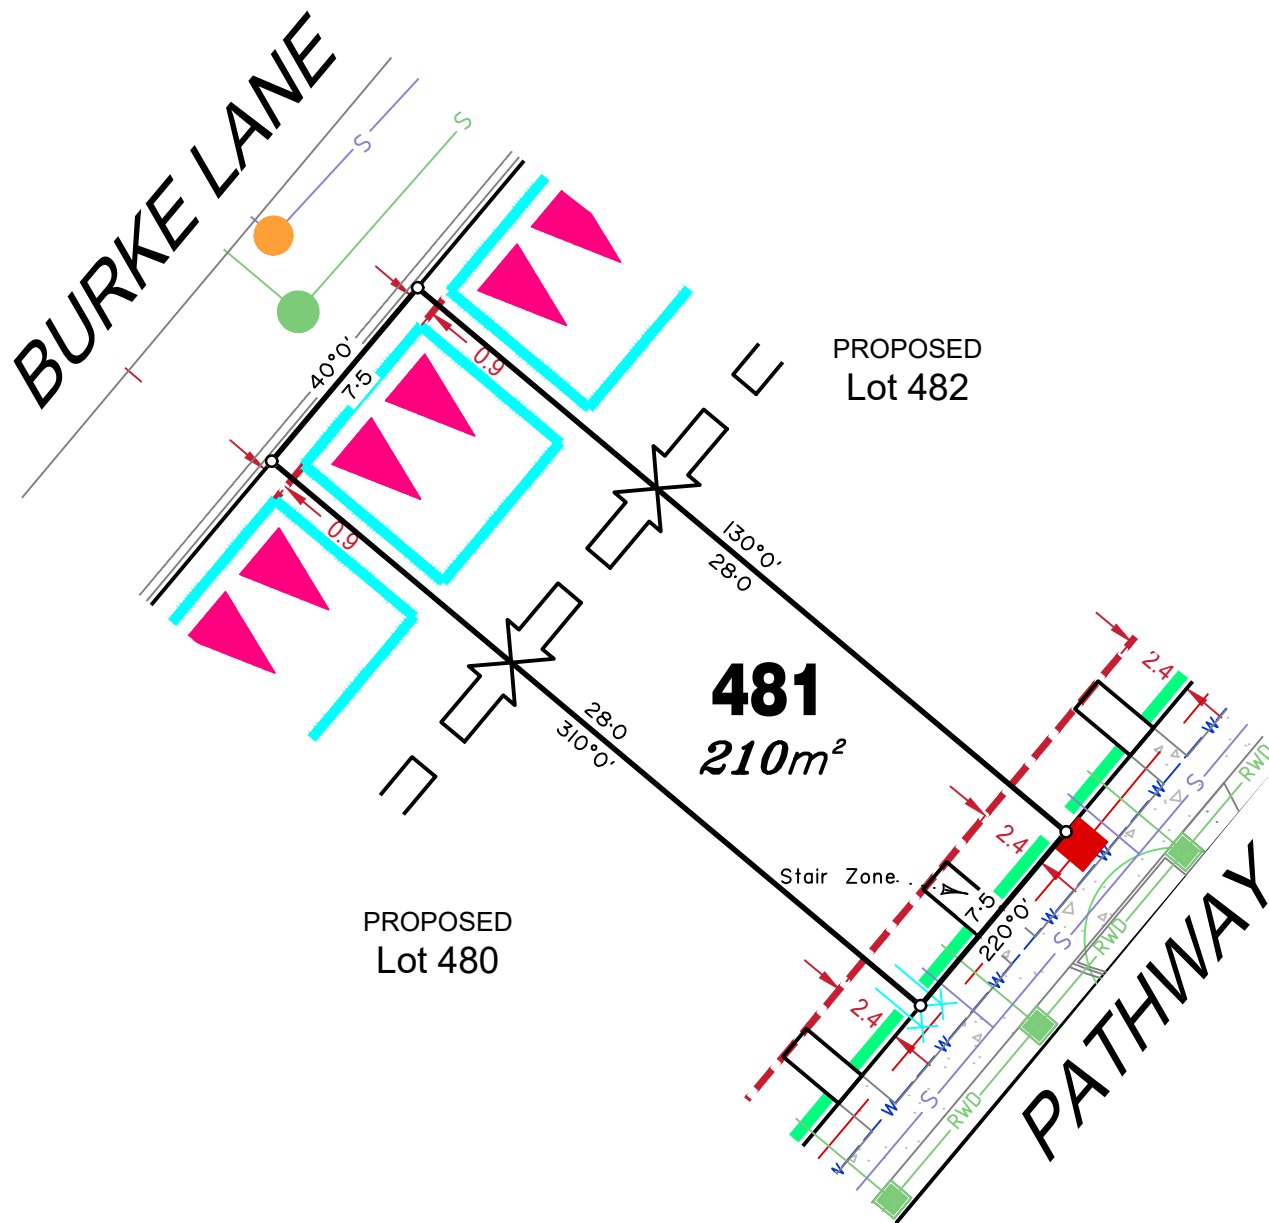 BURKE LANE
S
S
40°0'
7·5
0.9
0.9
PROPOSED
Lot 482
130°0'
28·0
28·0
310°0'
481
210m²
PROPOSED
Lot 480
Stair Zone
2.4
2.4
2.4
7·5
220°0'
W
W
W
W
W
W
W
W
S
S
S
RWD
RWD
RWD
PATHWAY